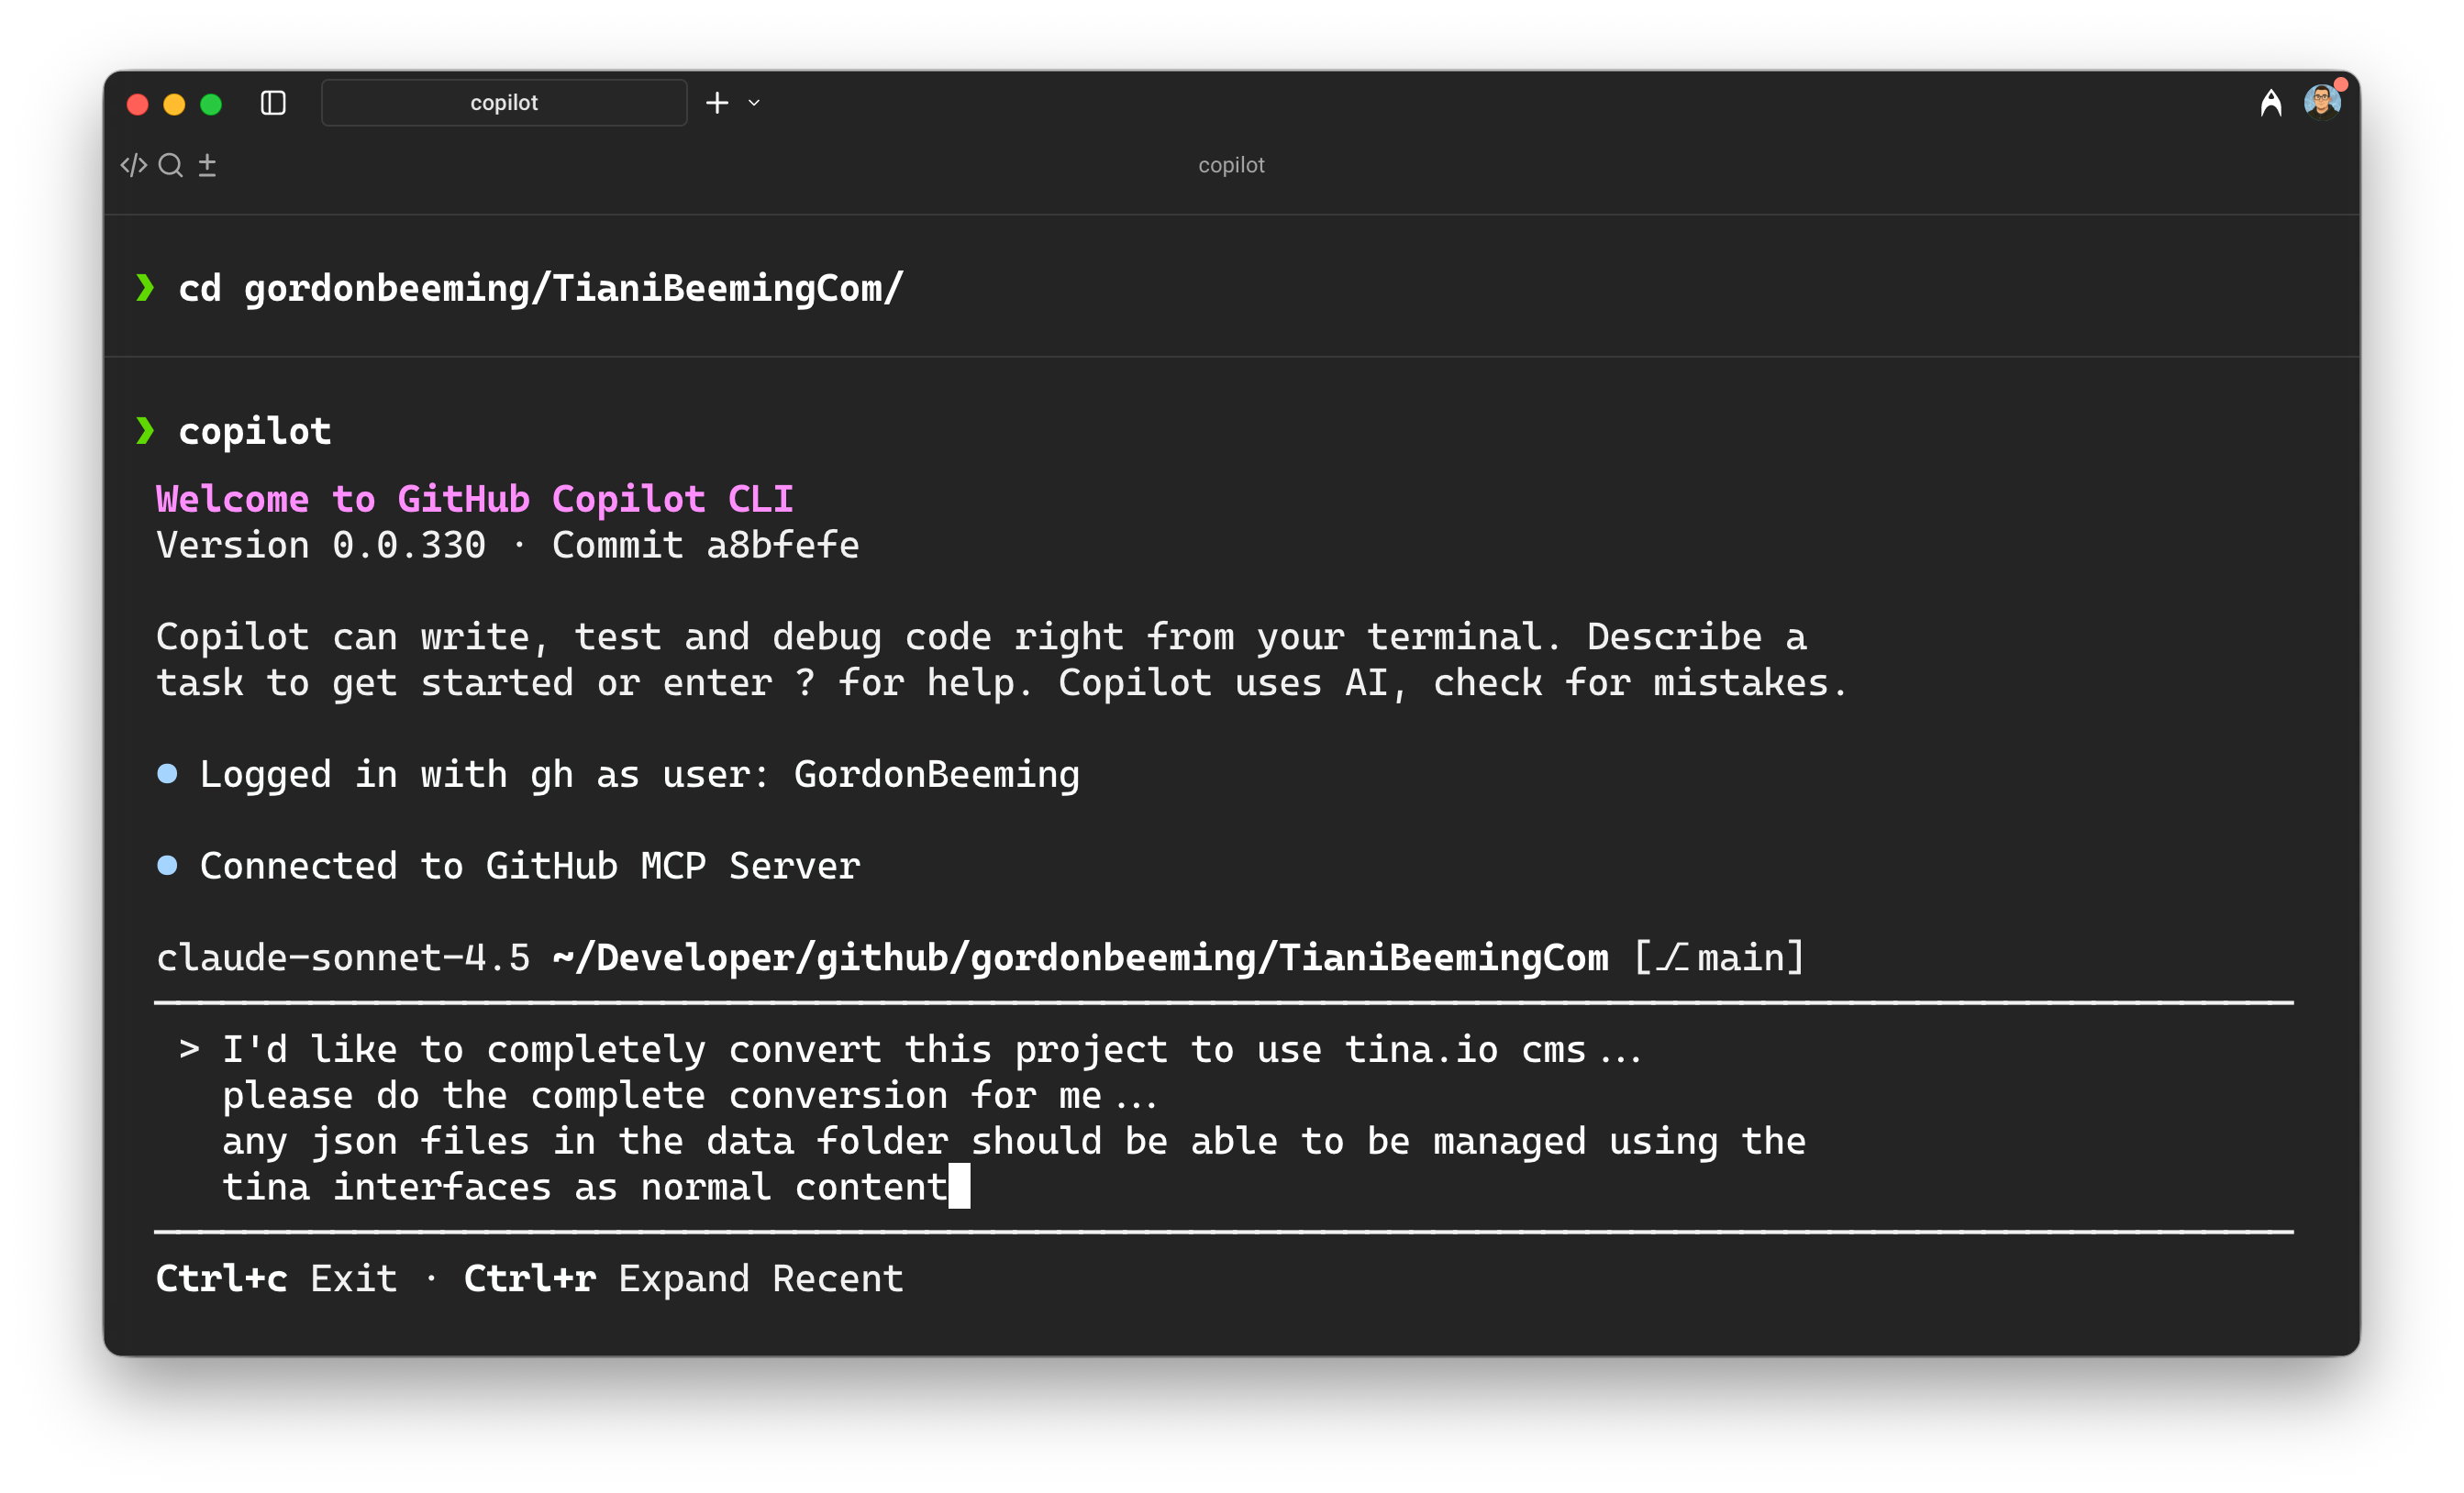 copilot
copilot
❯ cd gordonbeeming/TianiBeemingCom/
❯ copilot
Welcome to GitHub Copilot CLI
Version 0.0.330 · Commit a8bfefe
Copilot can write, test and debug code right from your terminal. Describe a
task to get started or enter ? for help. Copilot uses AI, check for mistakes.
● Logged in with gh as user: GordonBeeming
● Connected to GitHub MCP Server
claude-sonnet-4.5 ~/Developer/github/gordonbeeming/TianiBeemingCom [⎇ main]
> I'd like to completely convert this project to use tina.io cms...
please do the complete conversion for me...
any json files in the data folder should be able to be managed using the
tina interfaces as normal content
Ctrl+c Exit · Ctrl+r Expand Recent